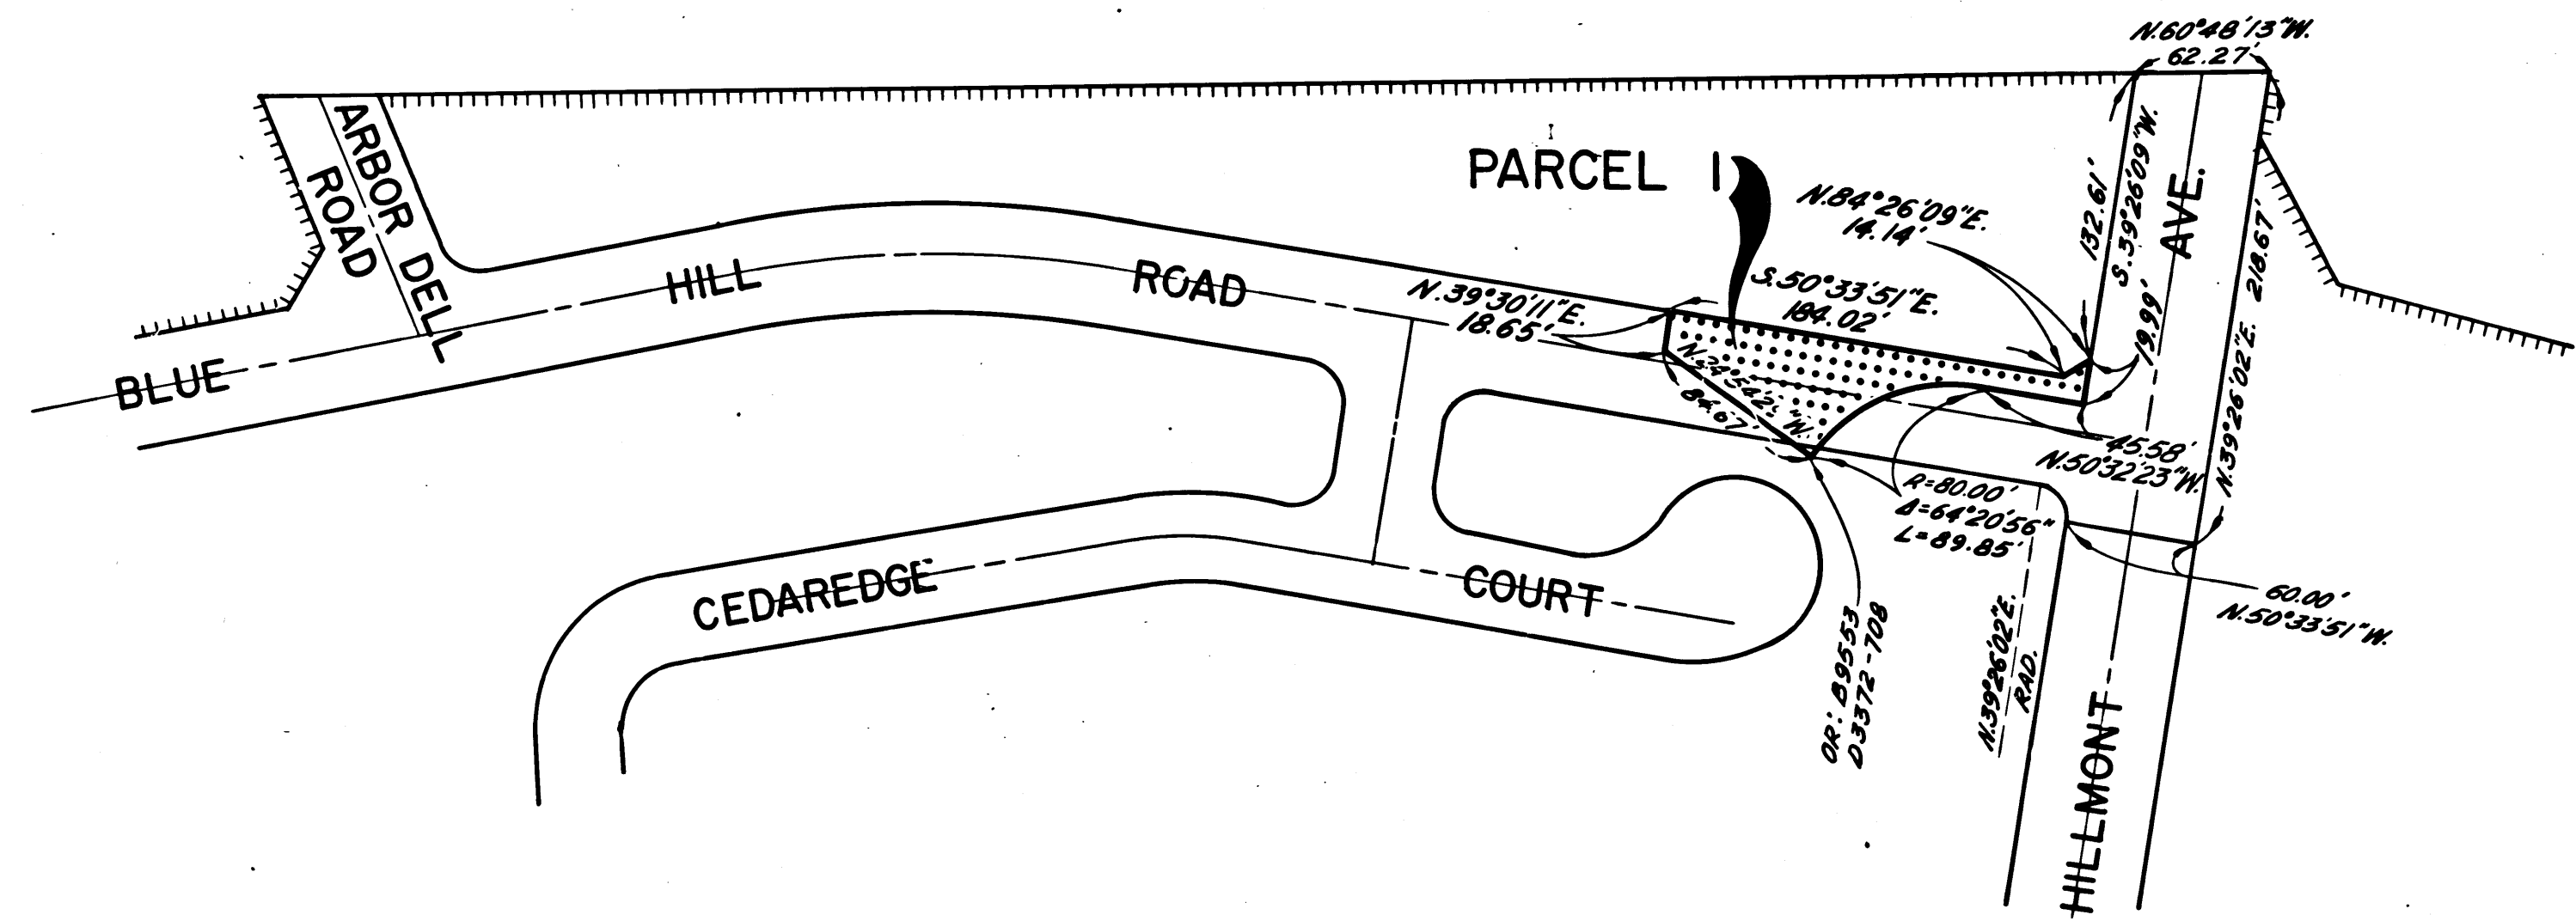 N.60°48'13"W.
62.27'
ARBOR DELL
ROAD
PARCEL 1
N.84°26'09"E.
14.14'
132.61'
S.39°26'09"W.
AVE.
218.67'
N.39°26'02"E.
HILL
ROAD
N.39°30'11"E.
18.65'
S.50°33'51"E.
184.02'
19.99'
BLUE
84.67'
45.58'
N.50°32'23"W.
R=80.00'
Δ=64°20'56"
L=89.85'
CEDAREDGE
COURT
OR: B9553
D3372-708
N.39°26'02"E.
RAD.
60.00'
N.50°33'51"W.
HILLMONT